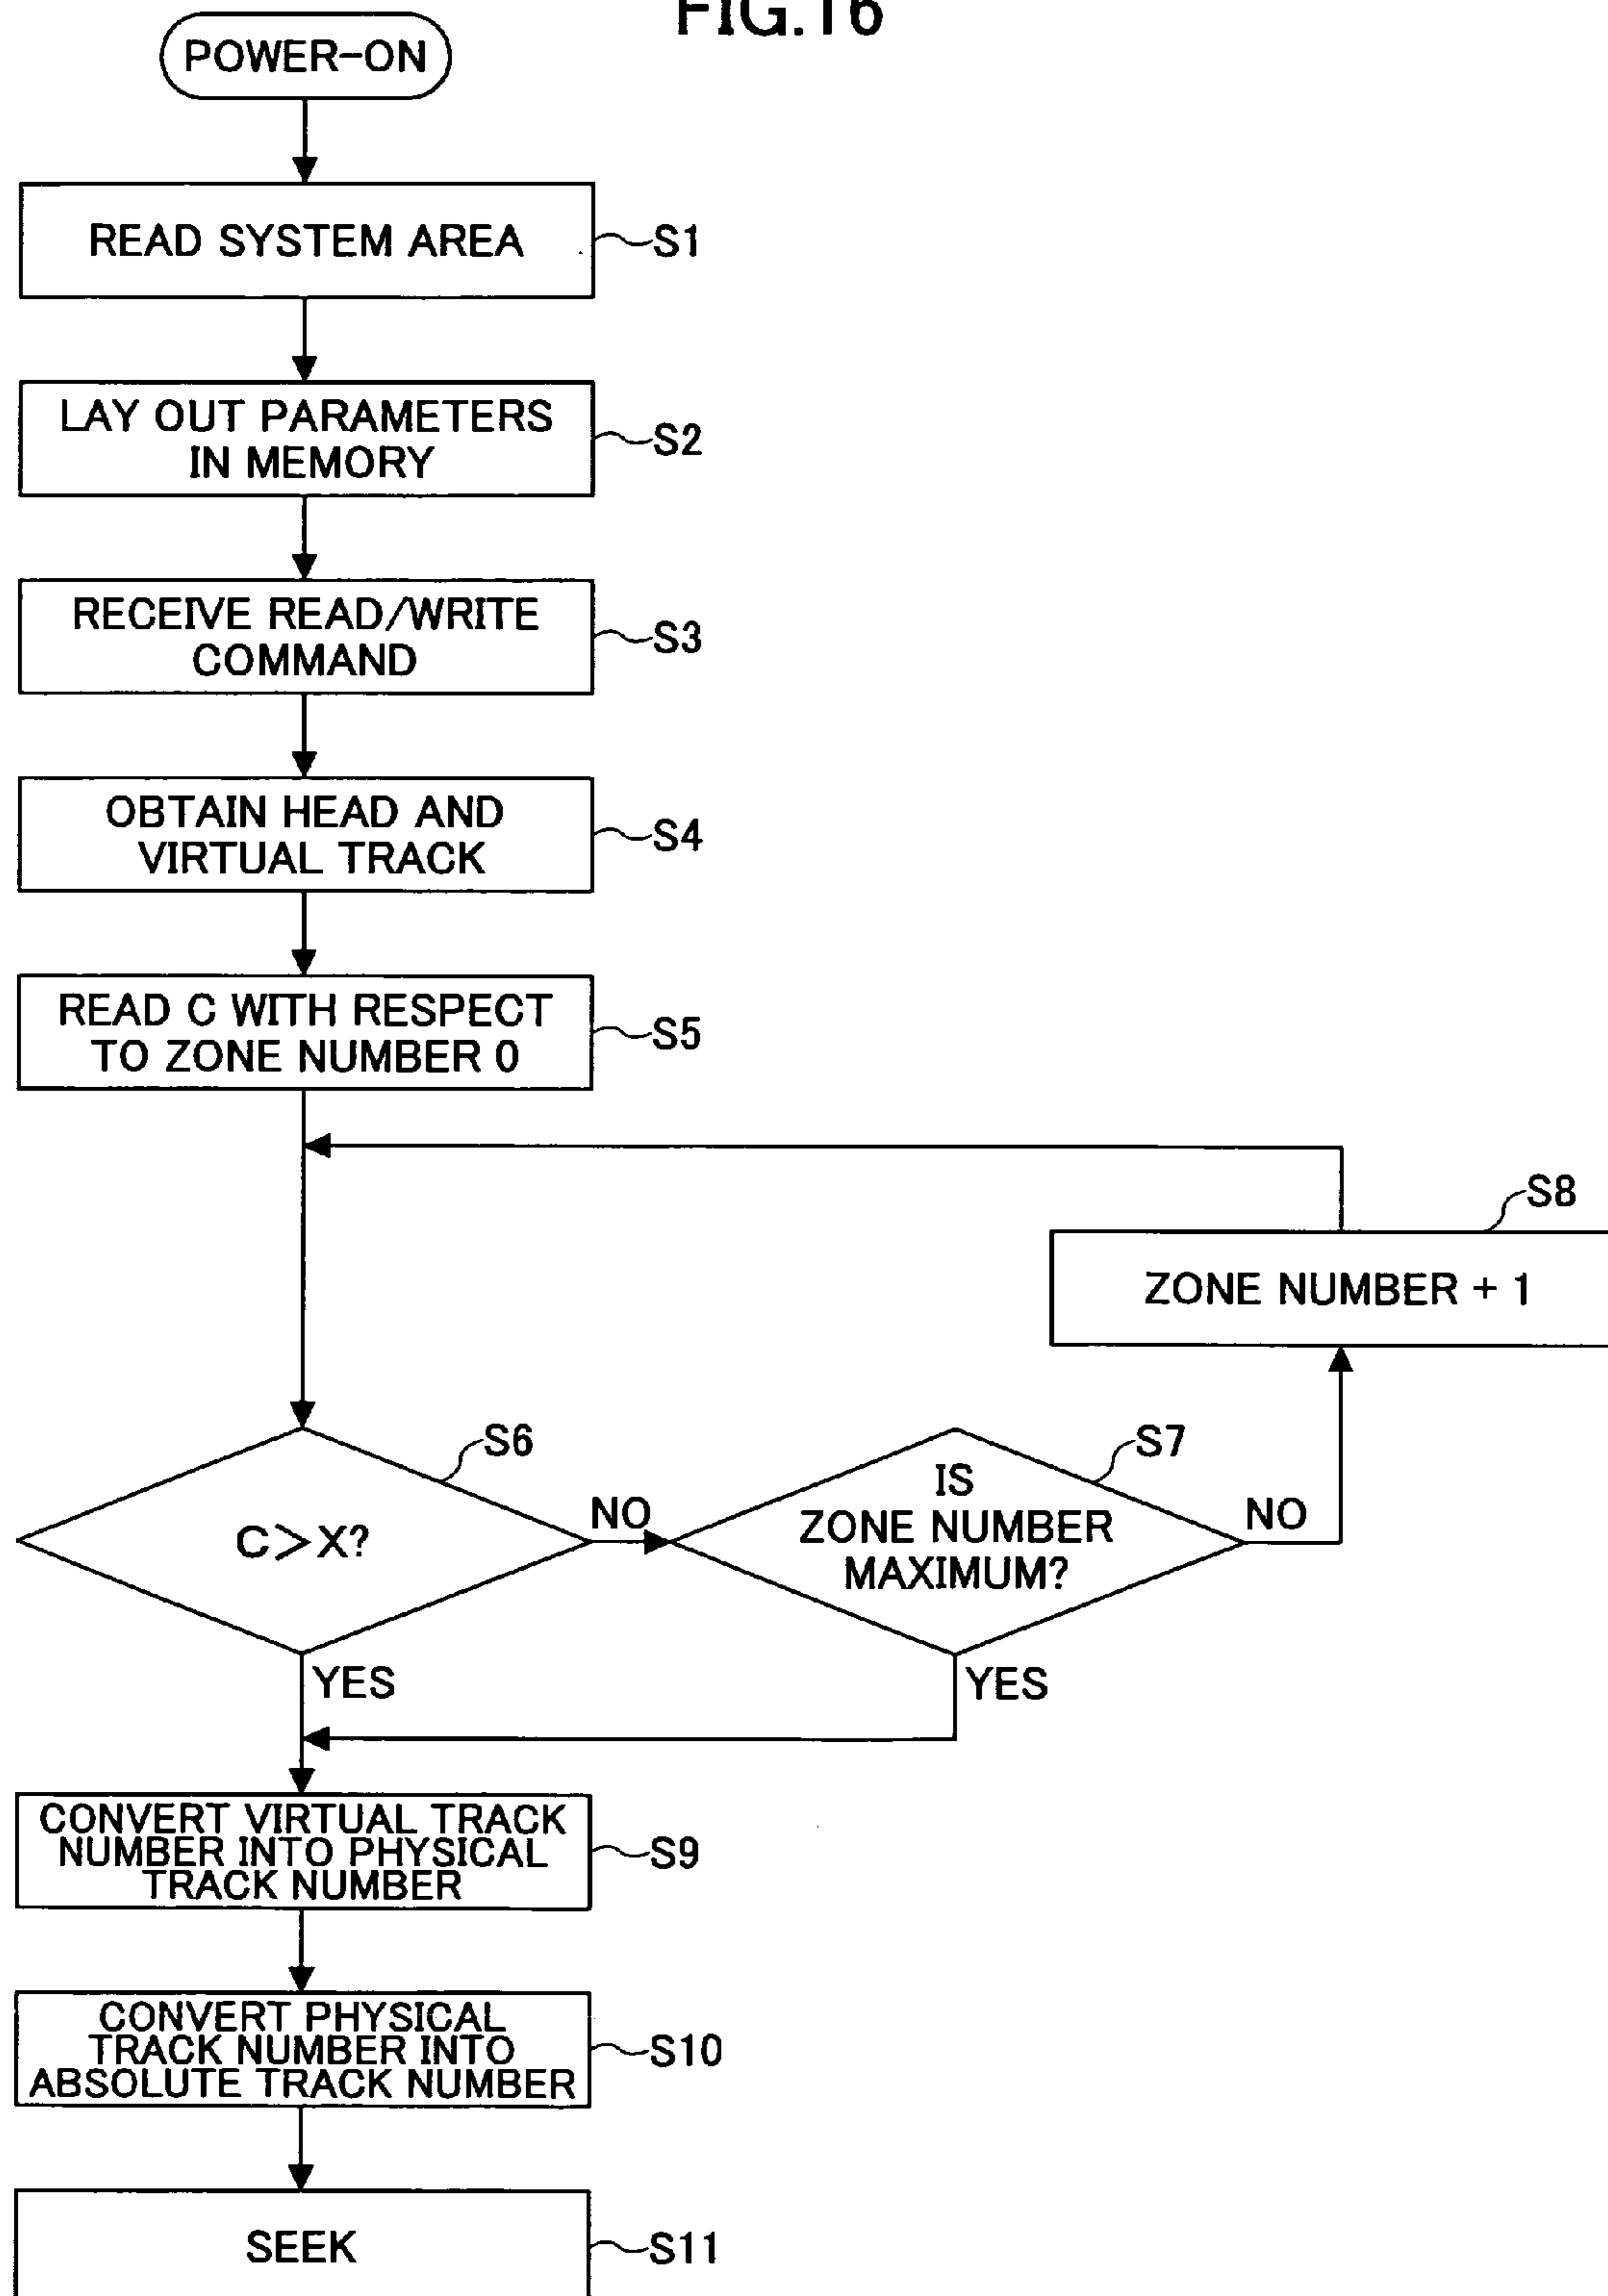 FIG.16
POWER-ON
READ SYSTEM AREA
S1
LAY OUT PARAMETERS
IN MEMORY
S2
RECEIVE READ/WRITE
COMMAND
S3
OBTAIN HEAD AND
VIRTUAL TRACK
S4
READ C WITH RESPECT
TO ZONE NUMBER 0
S5
S8
ZONE NUMBER + 1
S6
C>X?
NO
S7
IS
ZONE NUMBER
MAXIMUM?
NO
YES
YES
CONVERT VIRTUAL TRACK
NUMBER INTO PHYSICAL
TRACK NUMBER
S9
CONVERT PHYSICAL
TRACK NUMBER INTO
ABSOLUTE TRACK NUMBER
S10
SEEK
S11